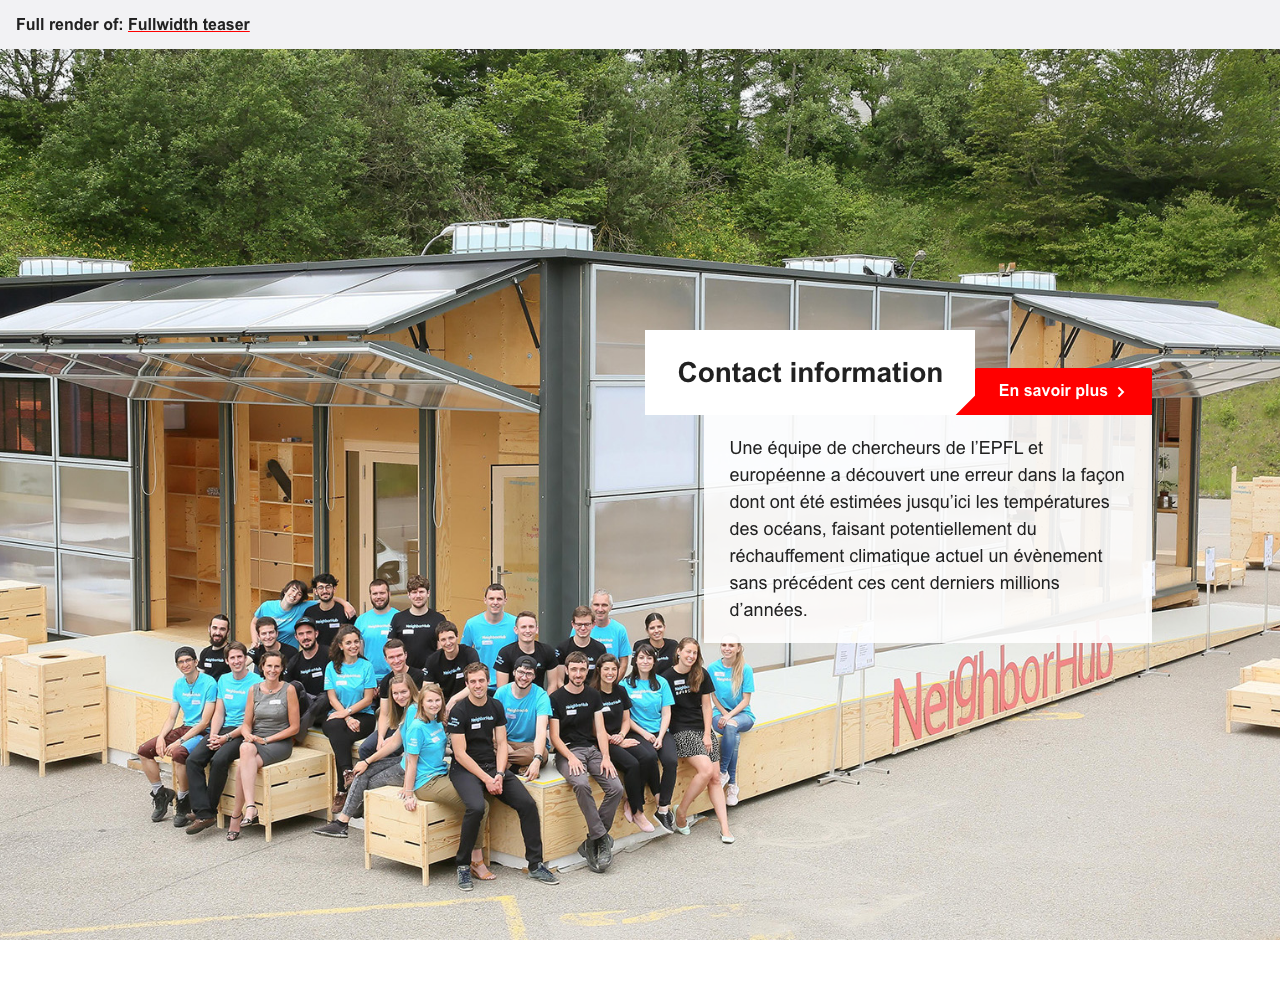 Full render of: Fullwidth teaser
Contact information
En savoir plus
Une équipe de chercheurs de l’EPFL et
européenne a découvert une erreur dans la façon
dont ont été estimées jusqu’ici les températures
des océans, faisant potentiellement du
réchauffement climatique actuel un évènement
sans précédent ces cent derniers millions
d’années.
NeighborHub